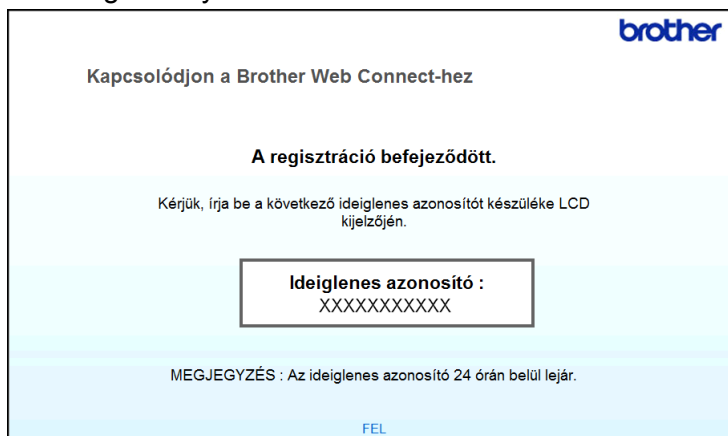 brother
Kapcsolódjon a Brother Web Connect-hez
A regisztráció befejeződött.
Kérjük, írja be a következő ideiglenes azonosítót készüléke LCD
kijelzőjén.
Ideiglenes azonosító :
XXXXXXXXXXX
MEGJEGYZÉS : Az ideiglenes azonosító 24 órán belül lejár.
FEL